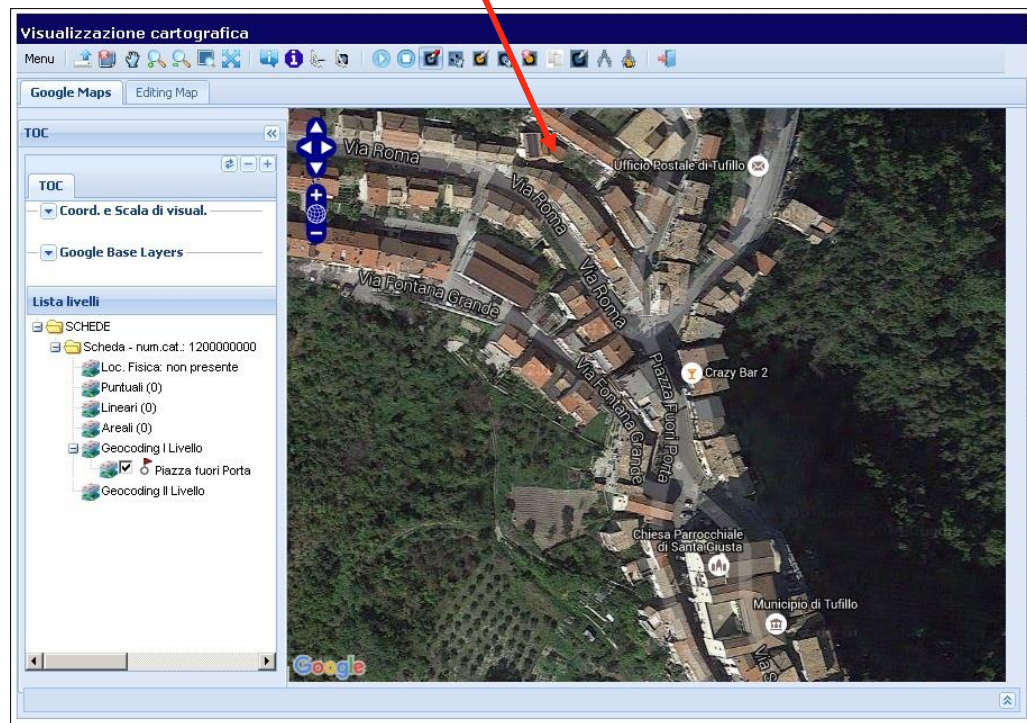 Visualizzazione cartografica
Menu
Google Maps
Editing Map
TOC
TOC
Coord. e Scala di visual.
Google Base Layers
Lista livelli
SCHEDE
Scheda - num.cat.: 1200000000
Loc. Fisica: non presente
Puntuali (0)
Lineari (0)
Areali (0)
Geocoding I Livello
Piazza fuori Porta
Geocoding II Livello
Via Roma
Ufficio Postale di Tufillo
Via Roma
Via Roma
Via Fontana Grande
Crazy Bar 2
Piazza Fuori Porta
Via Fontana Grande
Chiesa Parrocchiale
di Santa Giusta
Municipio di Tufillo
Via S
Google